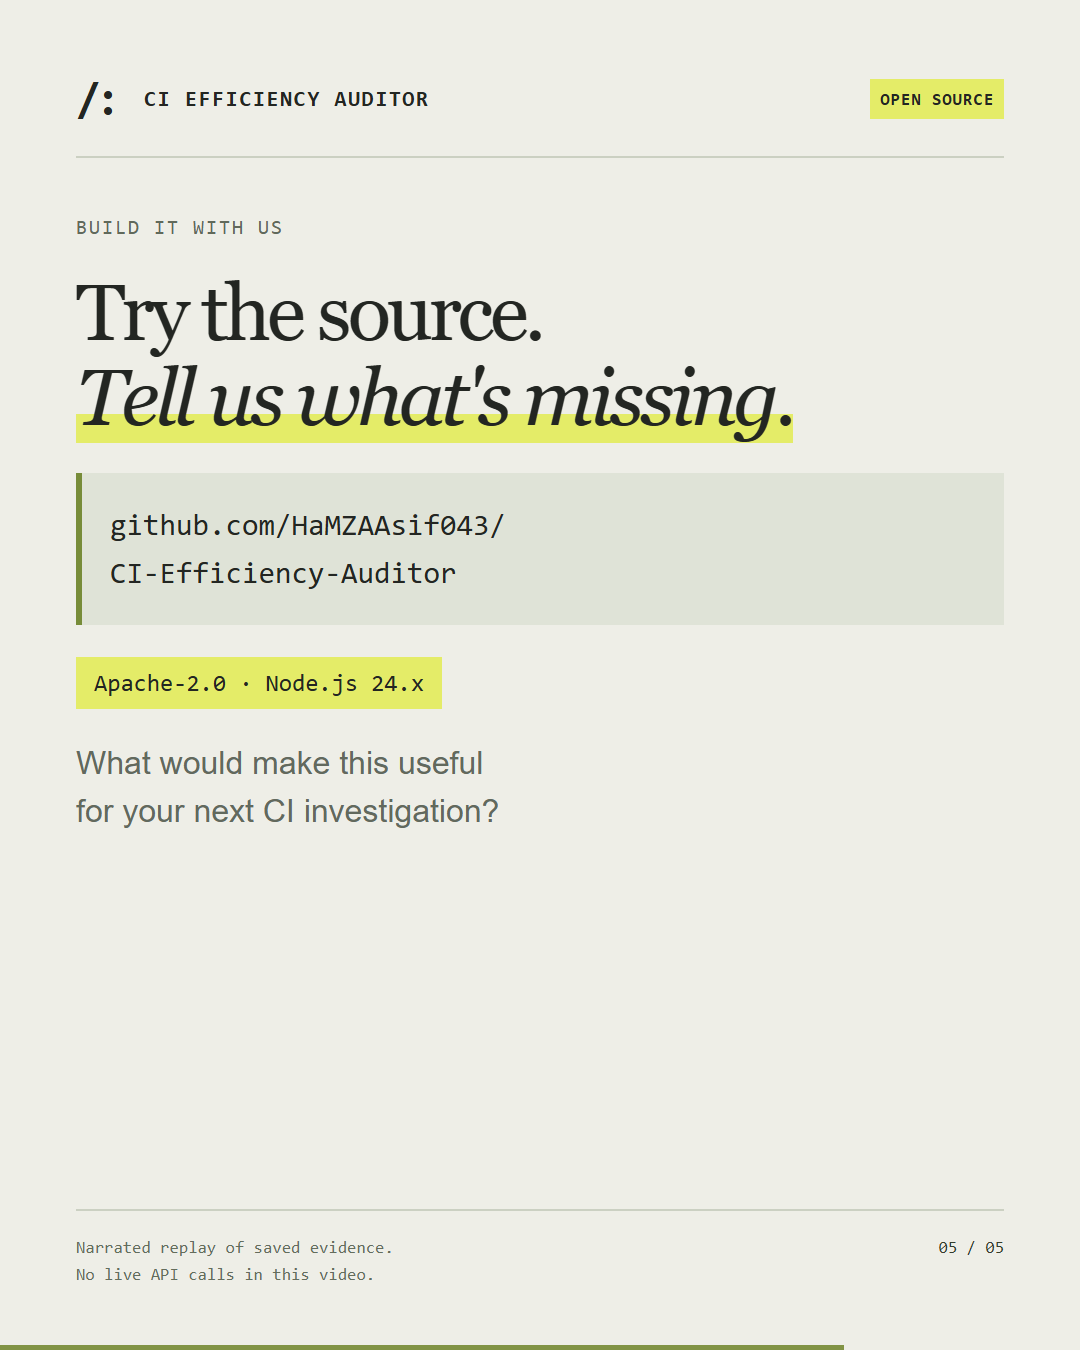 /: CI EFFICIENCY AUDITOR
OPEN SOURCE
BUILD IT WITH US
Try the source.
Tell us what's missing.
github.com/HaMZAAsif043/
CI-Efficiency-Auditor
Apache-2.0 · Node.js 24.x
What would make this useful
for your next CI investigation?
Narrated replay of saved evidence.
No live API calls in this video.
05 / 05